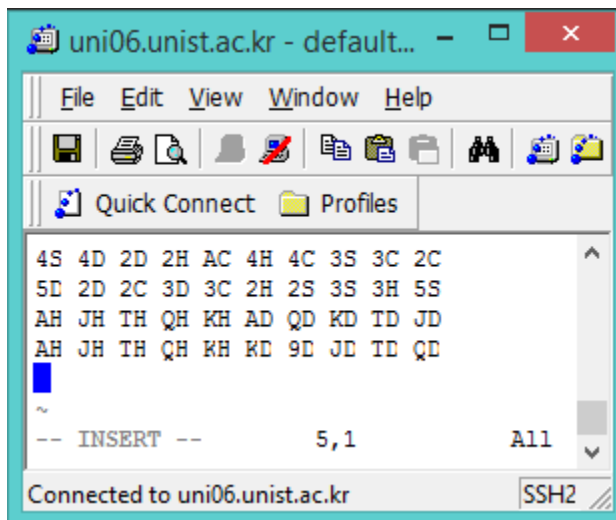 uni06.unist.ac.kr - default...
File Edit View Window Help
Quick Connect Profiles
4S 4D 2D 2H AC 4H 4C 3S 3C 2C
5D 2D 2C 3D 3C 2H 2S 3S 3H 5S
AH JH TH QH KH AD QD KD TD JD
AH JH TH QH KH KD 9D JD TD QD
~
-- INSERT -- 5,1 All
Connected to uni06.unist.ac.kr SSH2